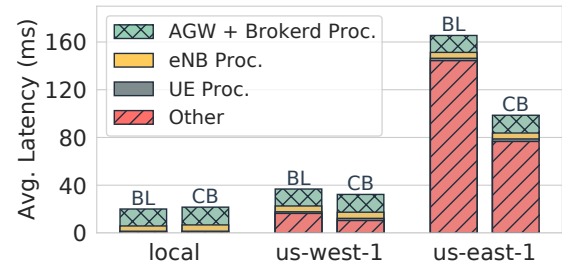 Avg. Latency (ms)
160
120
80
40
0
AGW + Brokerd Proc.
eNB Proc.
UE Proc.
Other
BL
CB
BL
CB
BL
CB
local
us-west-1
us-east-1